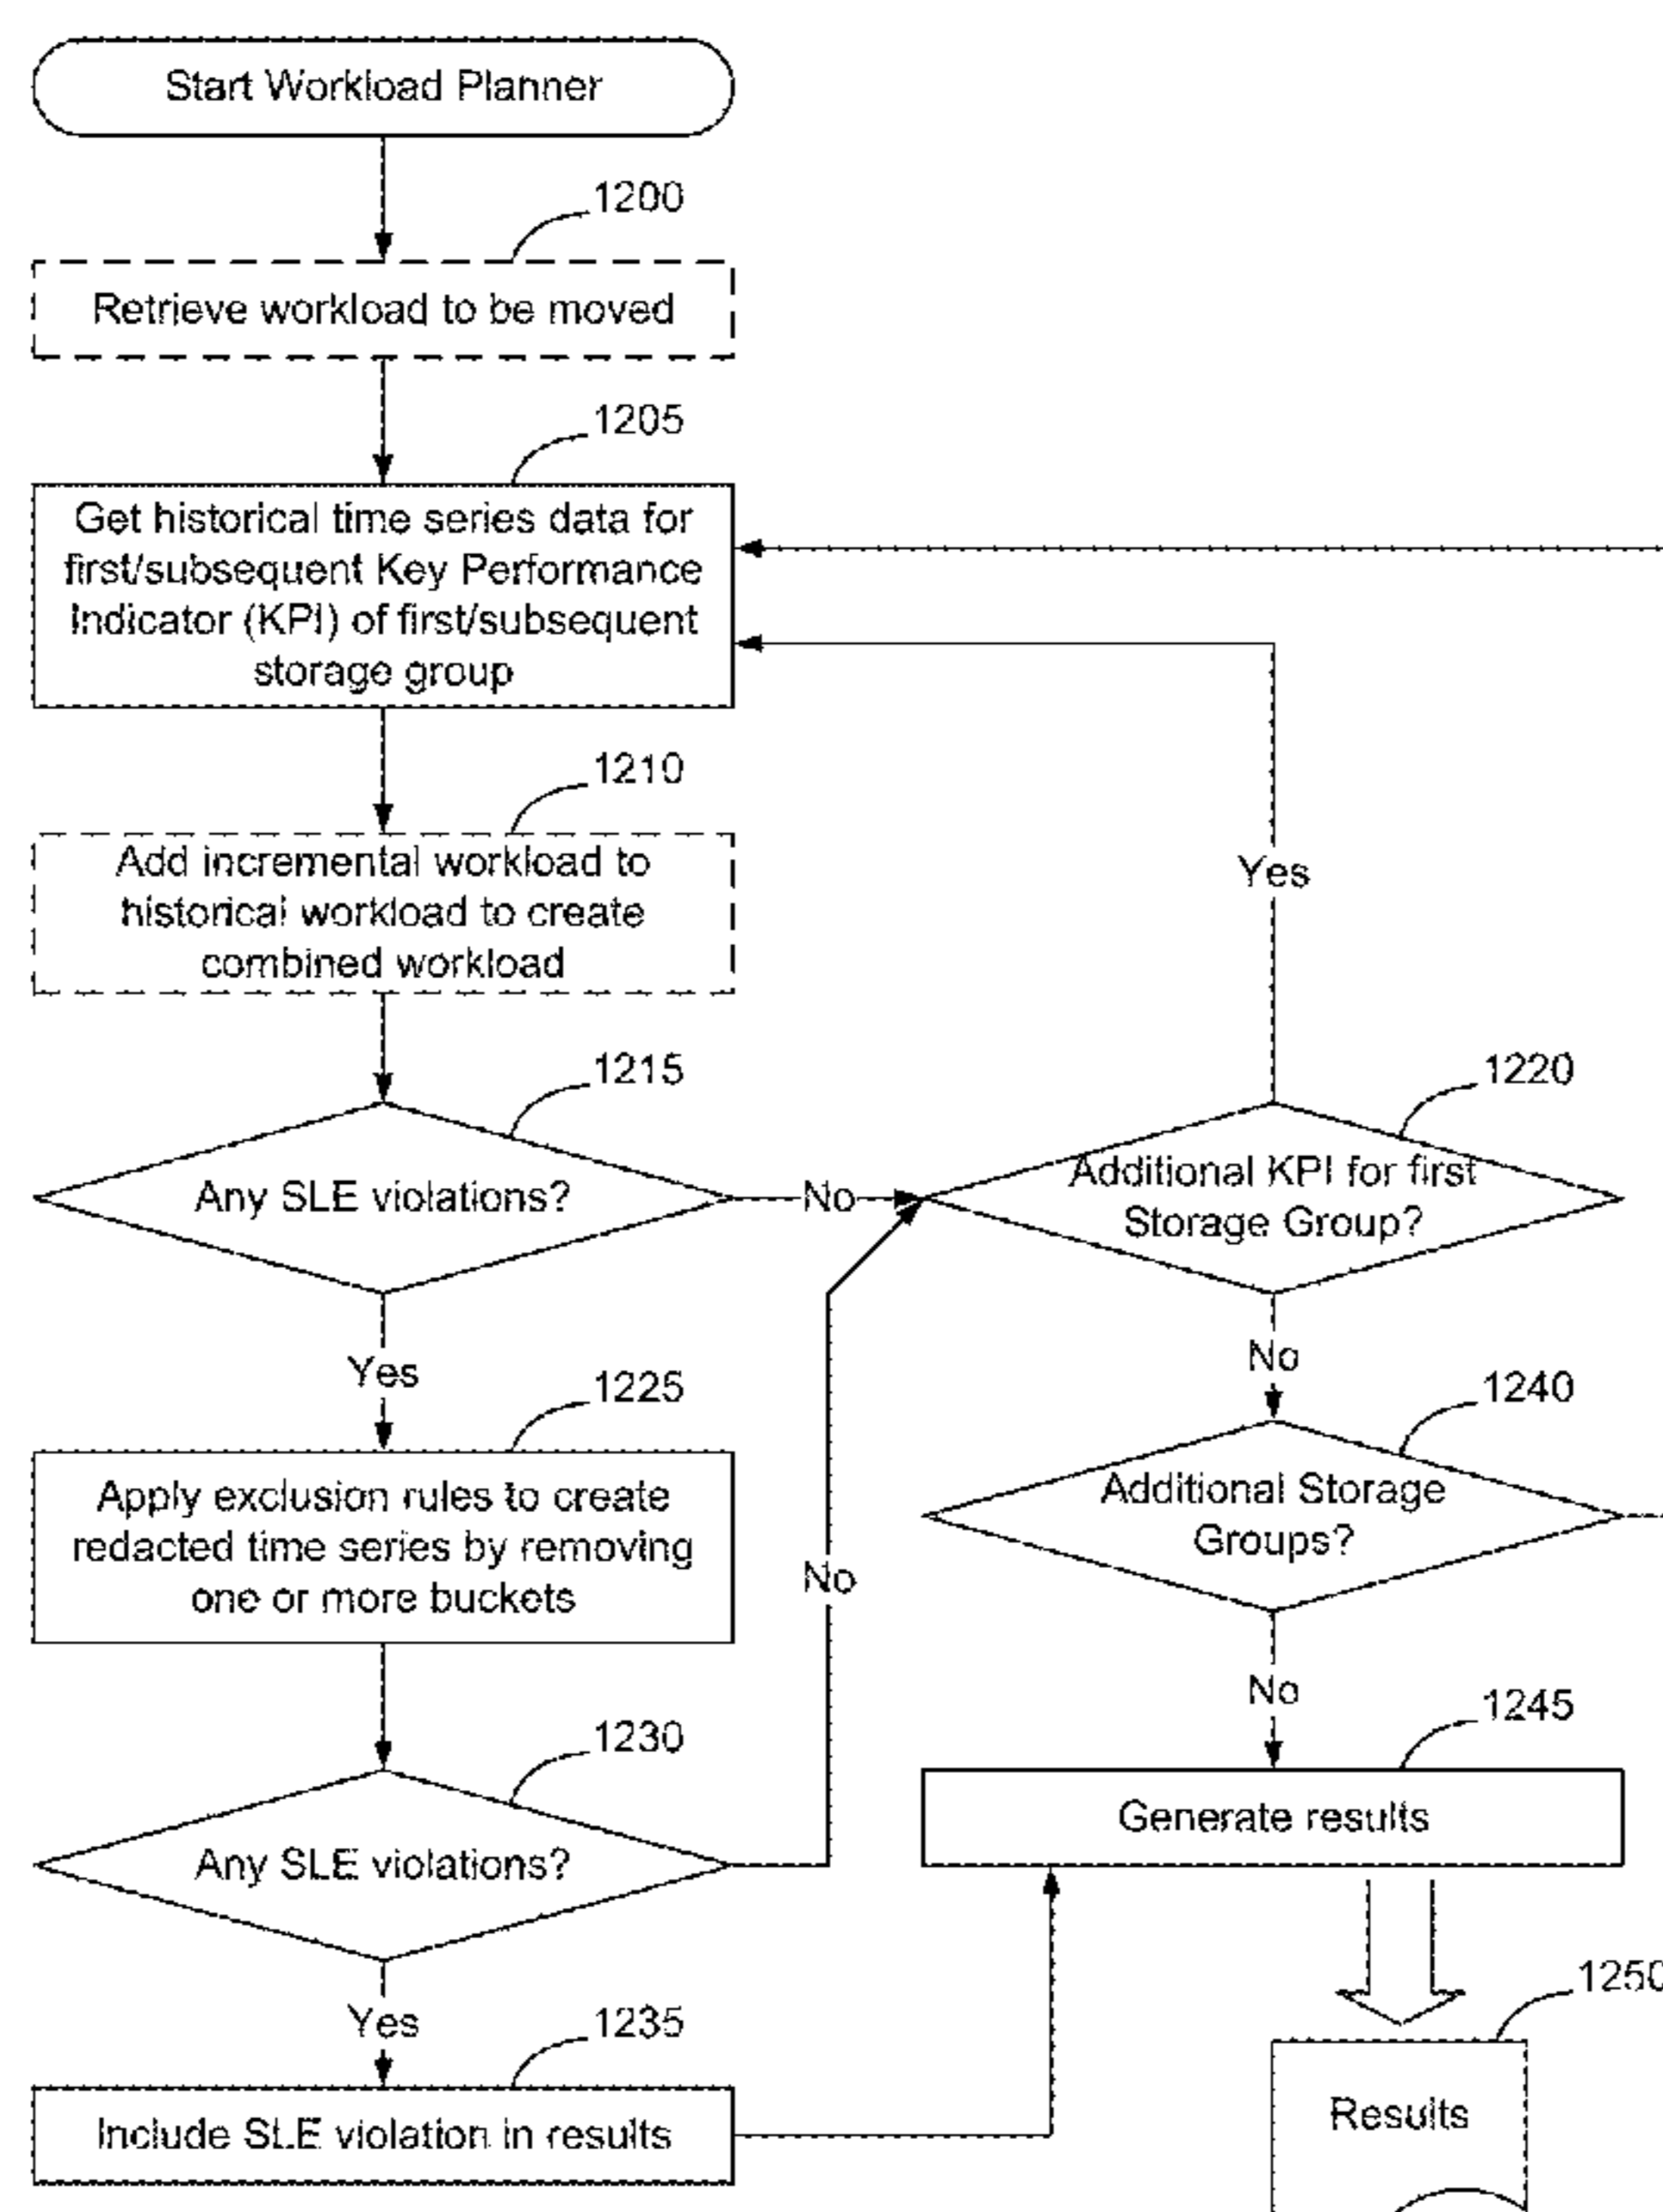 Start Workload Planner
1200
Retrieve workload to be moved
1205
Get historical time series data for
first/subsequent Key Performance
Indicator (KPI) of first/subsequent
storage group
1210
Add incremental workload to
historical workload to create
combined workload
Yes
1215
Any SLE violations?
No
1220
Additional KPI for first
Storage Group?
Yes
No
1225
Apply exclusion rules to create
redacted time series by removing
one or more buckets
No
1240
Additional Storage
Groups?
No
1230
Any SLE violations?
1245
Generate results
Yes
1235
Include SLE violation in results
1250
Results